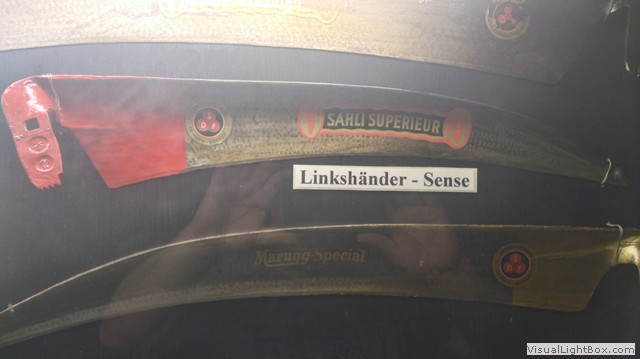 SAHLI SUPERIEUR
Linkshänder - Sense
Marugg-Special
VisualLightBox.com